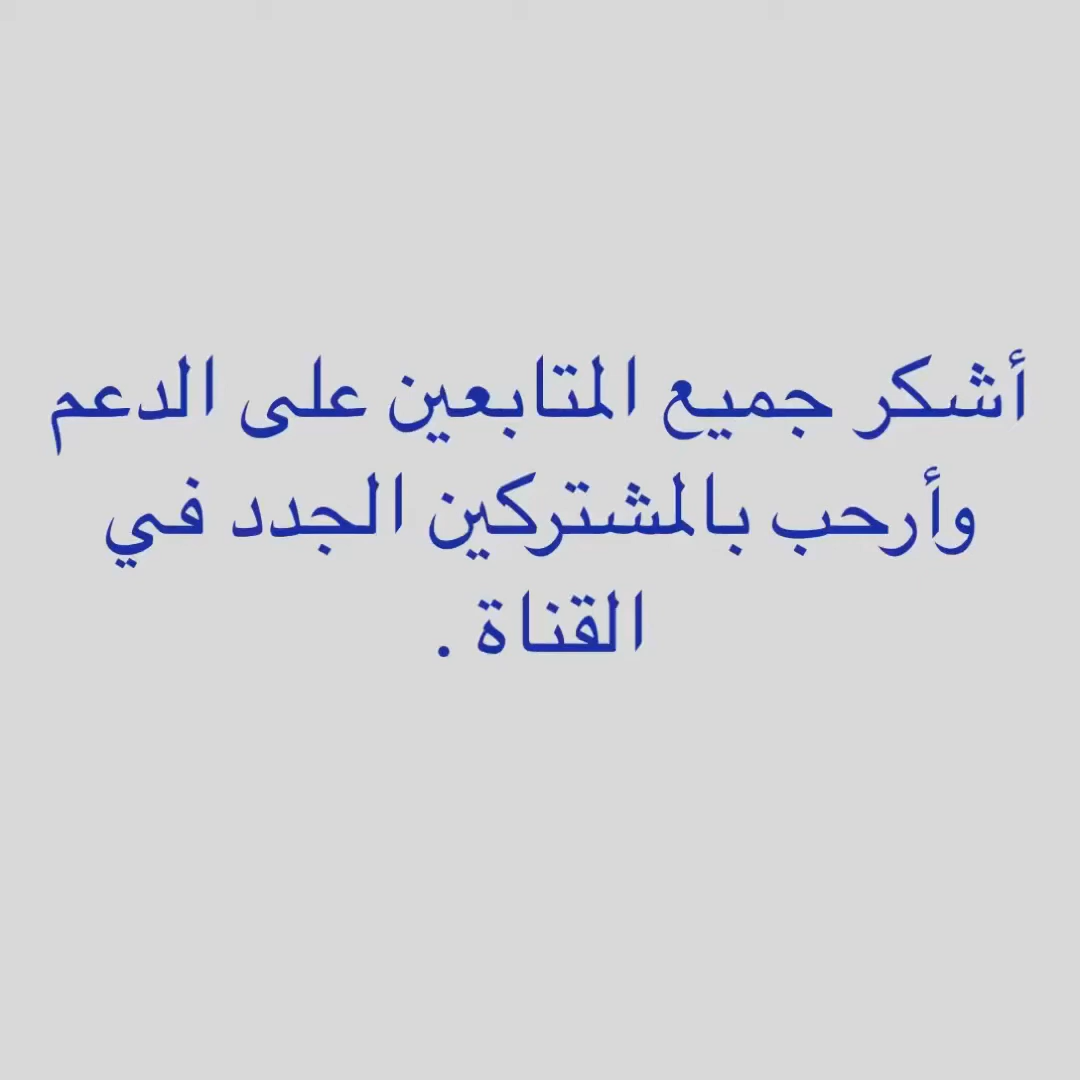 أشكر جميع المتابعين على الدعم
وأرحب بالمشتركين الجدد في
القناة .